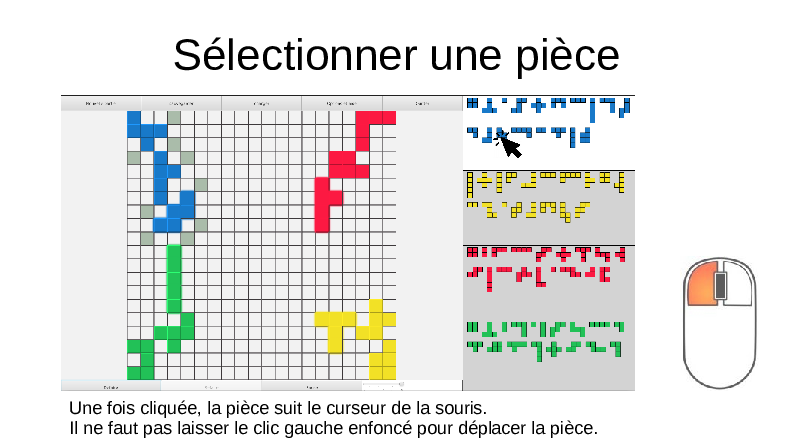 Sélectionner une pièce
Une fois cliquée, la pièce suit le curseur de la souris.
Il ne faut pas laisser le clic gauche enfoncé pour déplacer la pièce.